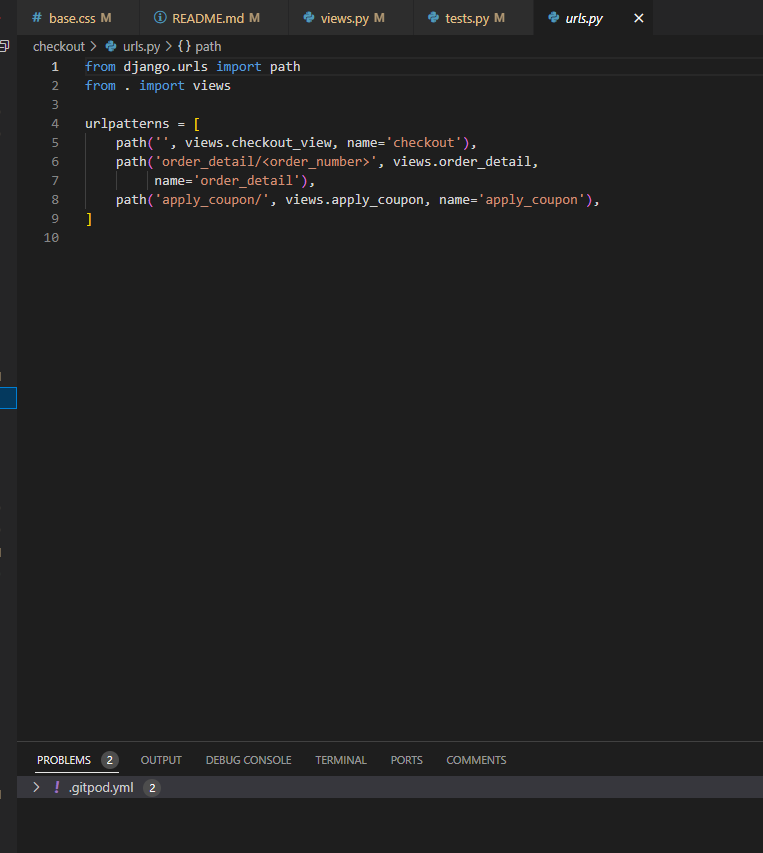 # base.css M README.md M views.py M tests.py M urls.py
checkout > urls.py > {} path
1 from django.urls import path
2 from . import views
3
4 urlpatterns = [
5     path('', views.checkout_view, name='checkout'),
6     path('order_detail/<order_number>', views.order_detail,
7          name='order_detail'),
8     path('apply_coupon/', views.apply_coupon, name='apply_coupon'),
9 ]
10
PROBLEMS 2 OUTPUT DEBUG CONSOLE TERMINAL PORTS COMMENTS
> ! .gitpod.yml 2